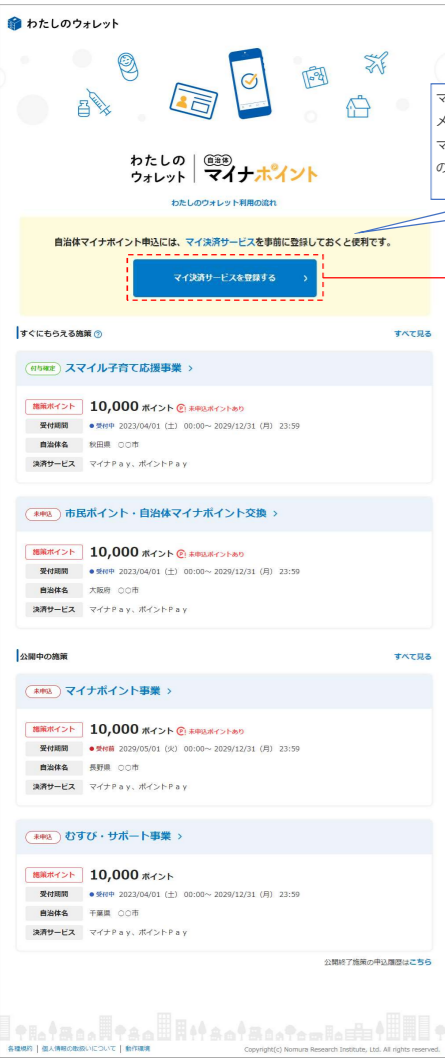 わたしのウォレット
わたしの
ウォレット
自治体
マイナポイント
わたしのウォレット利用の流れ
自治体マイナポイント申込には、マイ決済サービスを事前に登録しておくと便利です。
マイ決済サービスを登録する
マ
メ
マ
の
すぐにもらえる施策
すべて見る
付与確定 スマイル子育て応援事業
施策ポイント 10,000 ポイント 未申込ポイントあり
受付期間 受付中 2023/04/01（土） 00:00～ 2029/12/31（月） 23:59
自治体名 秋田県 〇〇市
決済サービス マイナPay、ポイントPay
未申込 市民ポイント・自治体マイナポイント交換
施策ポイント 10,000 ポイント 未申込ポイントあり
受付期間 受付中 2023/04/01（土） 00:00～ 2029/12/31（月） 23:59
自治体名 大阪府 〇〇市
決済サービス マイナPay、ポイントPay
公開中の施策
すべて見る
未申込 マイナポイント事業
施策ポイント 10,000 ポイント 未申込ポイントあり
受付期間 受付前 2029/05/01（火） 00:00～ 2029/12/31（月） 23:59
自治体名 長野県 〇〇市
決済サービス マイナPay、ポイントPay
未申込 むすび・サポート事業
施策ポイント 10,000 ポイント
受付期間 受付中 2023/04/01（土） 00:00～ 2029/12/31（月） 23:59
自治体名 千葉県 〇〇市
決済サービス マイナPay、ポイントPay
公開終了施策の申込履歴はこちら
各種規約 | 個人情報の取扱いについて | 動作環境
Copyright(c) Nomura Research Institute, Ltd. All rights reserved.